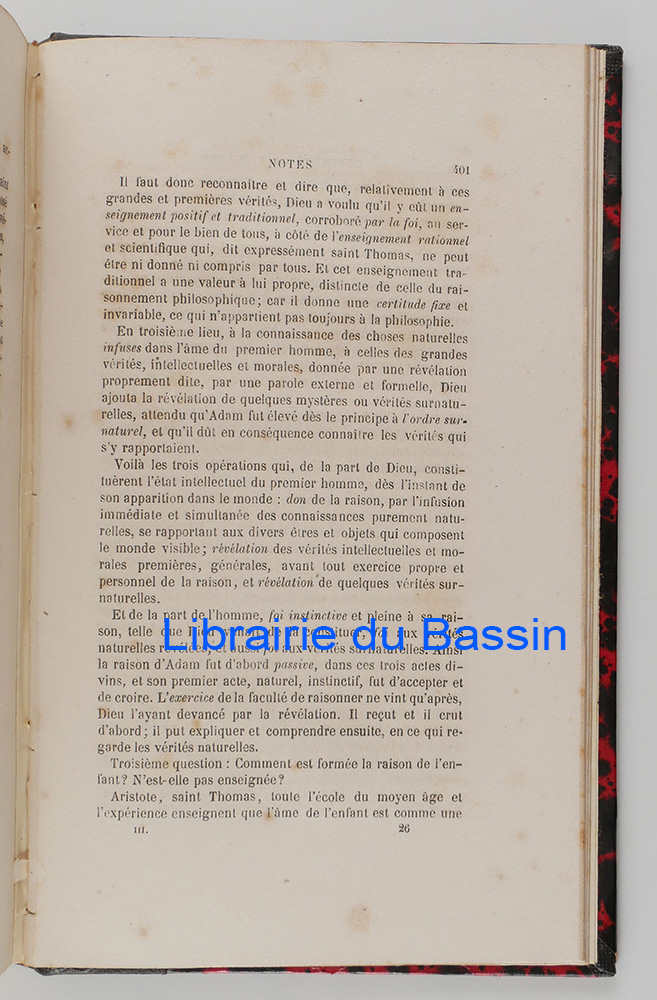 NOTES 401
Il faut donc reconnaître et dire que, relativement à ces
grandes et premières vérités, Dieu a voulu qu'il y eût un en-
seignement positif et traditionnel, corroboré par la foi, au ser-
vice et pour le bien de tous, à côté de l'enseignement rationnel
et scientifique qui, dit expressément saint Thomas, ne peut
être ni donné ni compris par tous. Et cet enseignement tra-
ditionnel a une valeur à lui propre, distincte de celle du rai-
sonnement philosophique; car il donne une certitude fixe et
invariable, ce qui n'appartient pas toujours à la philosophie.
En troisième lieu, à la connaissance des choses naturelles
infuses dans l'âme du premier homme, à celles des grandes
vérités, intellectuelles et morales, donnée par une révélation
proprement dite, par une parole externe et formelle, Dieu
ajouta la révélation de quelques mystères ou vérités surnatu-
relles, attendu qu'Adam fut élevé dès le principe à l'ordre sur-
naturel, et qu'il dût en conséquence connaître les vérités qui
s'y rapportaient.
Voilà les trois opérations qui, de la part de Dieu, consti-
tuèrent l'état intellectuel du premier homme, dès l'instant de
son apparition dans le monde : don de la raison, par l'infusion
immédiate et simultanée des connaissances purement natu-
relles, se rapportant aux divers êtres et objets qui composent
le monde visible; révélation des vérités intellectuelles et mo-
rales premières, générales, avant tout exercice propre et
personnel de la raison, et révélation de quelques vérités sur-
naturelles.
Et de la part de l'homme, foi instinctive et pleine à sa rai-
son, telle que Dieu venait de la constituer, foi aux vérités
naturelles révélées, et aussi foi aux vérités surnaturelles. Ainsi
la raison d'Adam fut d'abord passive, dans ces trois actes di-
vins, et son premier acte, naturel, instinctif, fut d'accepter et
de croire. L'exercice de la faculté de raisonner ne vint qu'après,
Dieu l'ayant devancé par la révélation. Il reçut et il crut
d'abord; il put expliquer et comprendre ensuite, en ce qui re-
garde les vérités naturelles.
Troisième question : Comment est formée la raison de l'en-
fant? N'est-elle pas enseignée?
Aristote, saint Thomas, toute l'école du moyen âge et
l'expérience enseignent que l'âme de l'enfant est comme une
III. 26
Librairie du Bassin